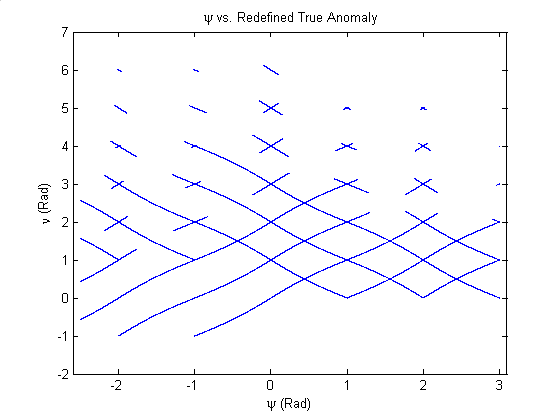 ψ vs. Redefined True Anomaly
7
6
5
4
3
2
1
0
-1
-2
ν (Rad)
-2 -1 0 1 2 3
ψ (Rad)